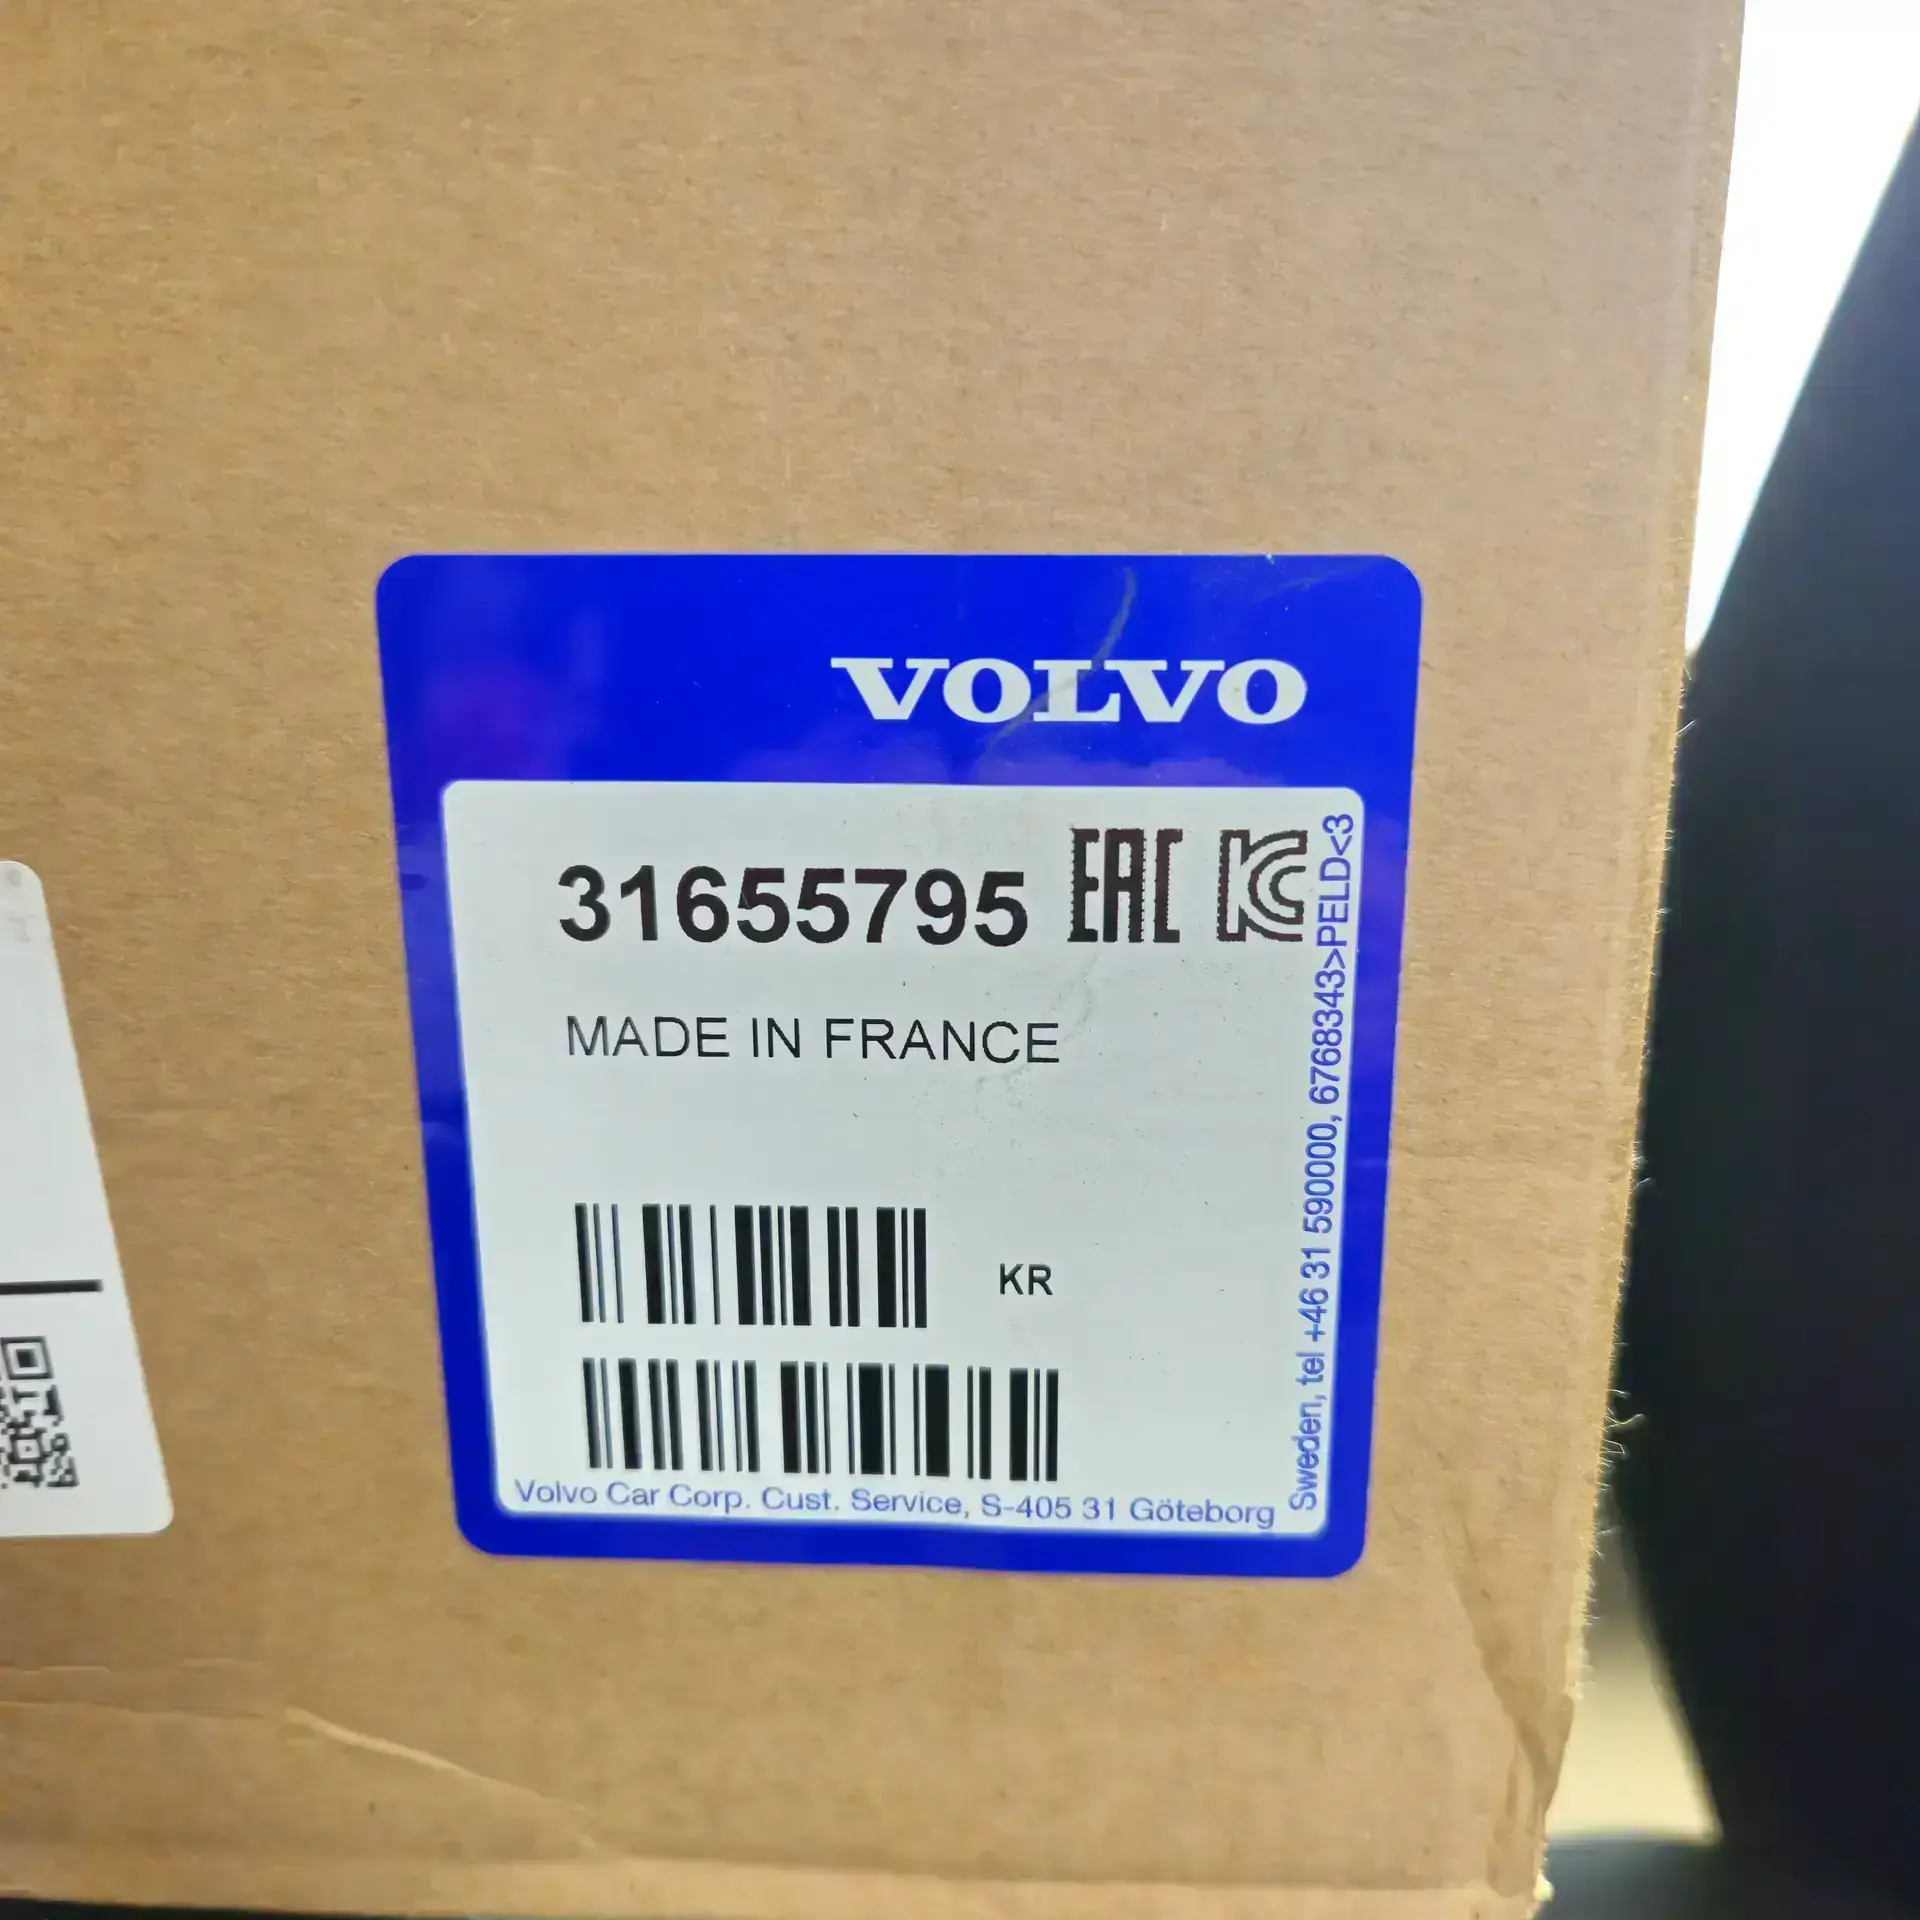 VOLVO
31655795 EAC KC
MADE IN FRANCE
KR
Volvo Car Corp. Cust. Service, S-405 31 Göteborg
Sweden, tel +46 31 590000, 6768343>PELD<3